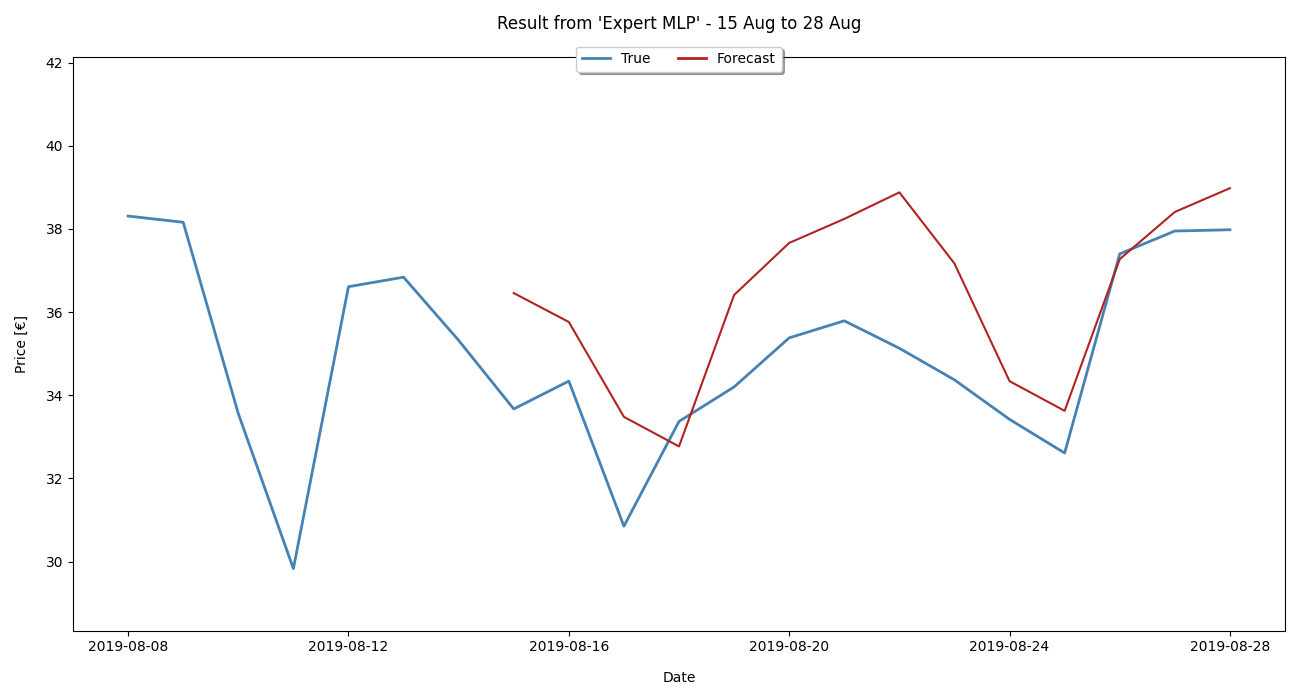 Result from 'Expert MLP' - 15 Aug to 28 Aug
True Forecast
42
40
38
36
34
32
30
Price [€]
2019-08-08 2019-08-12 2019-08-16 2019-08-20 2019-08-24 2019-08-28
Date